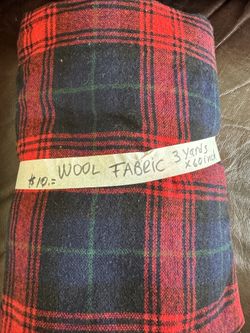 $10.= WOOL FABRIC 3 yards
x 60 inch